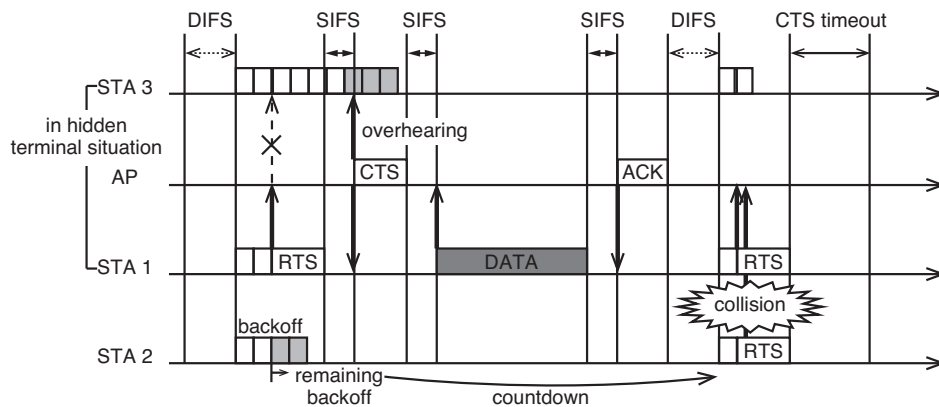 DIFS
SIFS
SIFS
SIFS
DIFS
CTS timeout
STA 3
in hidden
terminal situation
overhearing
AP
CTS
ACK
STA 1
RTS
DATA
RTS
collision
backoff
STA 2
RTS
remaining
backoff
countdown